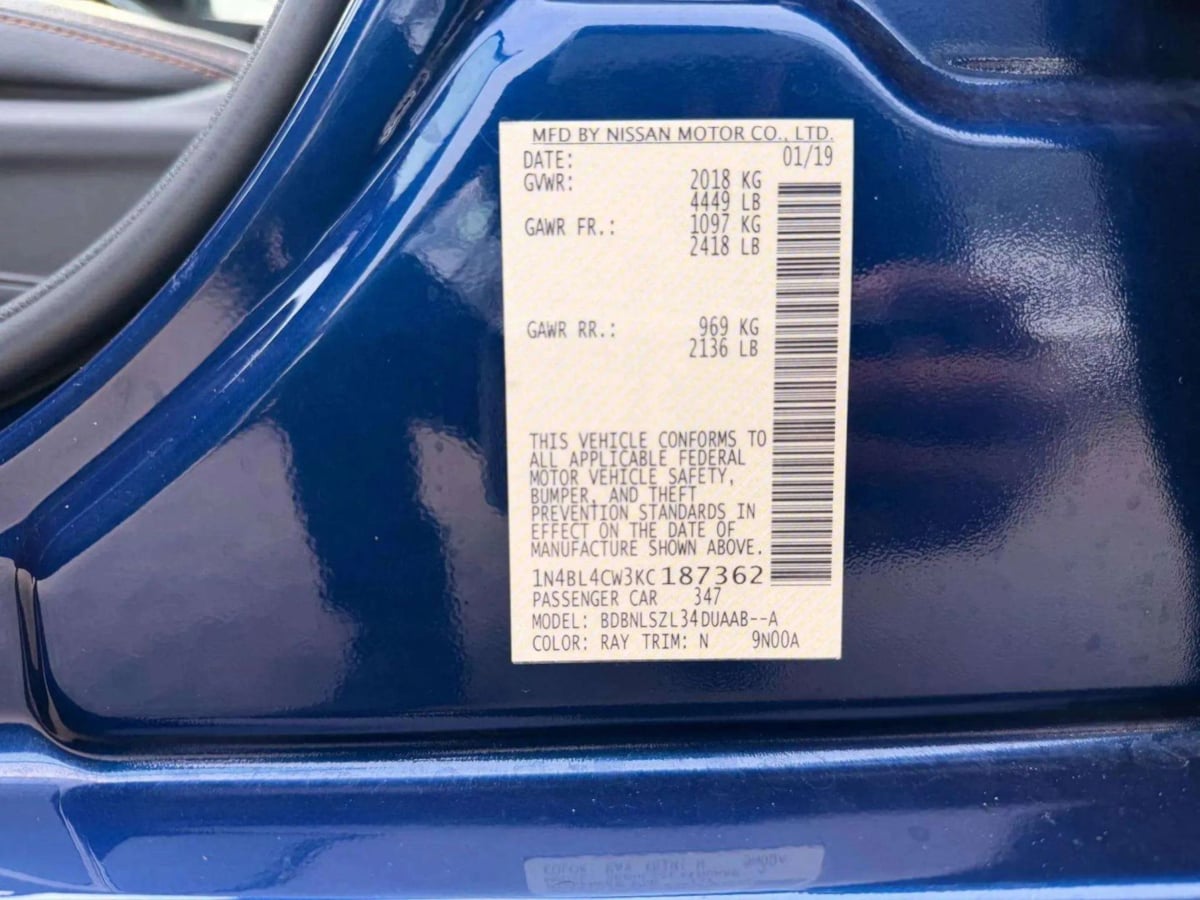 MFD BY NISSAN MOTOR CO., LTD.
DATE: 01/19
GVWR: 2018 KG
4449 LB
GAWR FR.: 1097 KG
2418 LB
GAWR RR.: 969 KG
2136 LB
THIS VEHICLE CONFORMS TO
ALL APPLICABLE FEDERAL
MOTOR VEHICLE SAFETY,
BUMPER, AND THEFT
PREVENTION STANDARDS IN
EFFECT ON THE DATE OF
MANUFACTURE SHOWN ABOVE.
1N4BL4CW3KC187362
PASSENGER CAR 347
MODEL: BDBNLSZL34DUAAB--A
COLOR: RAY TRIM: N 9N00A